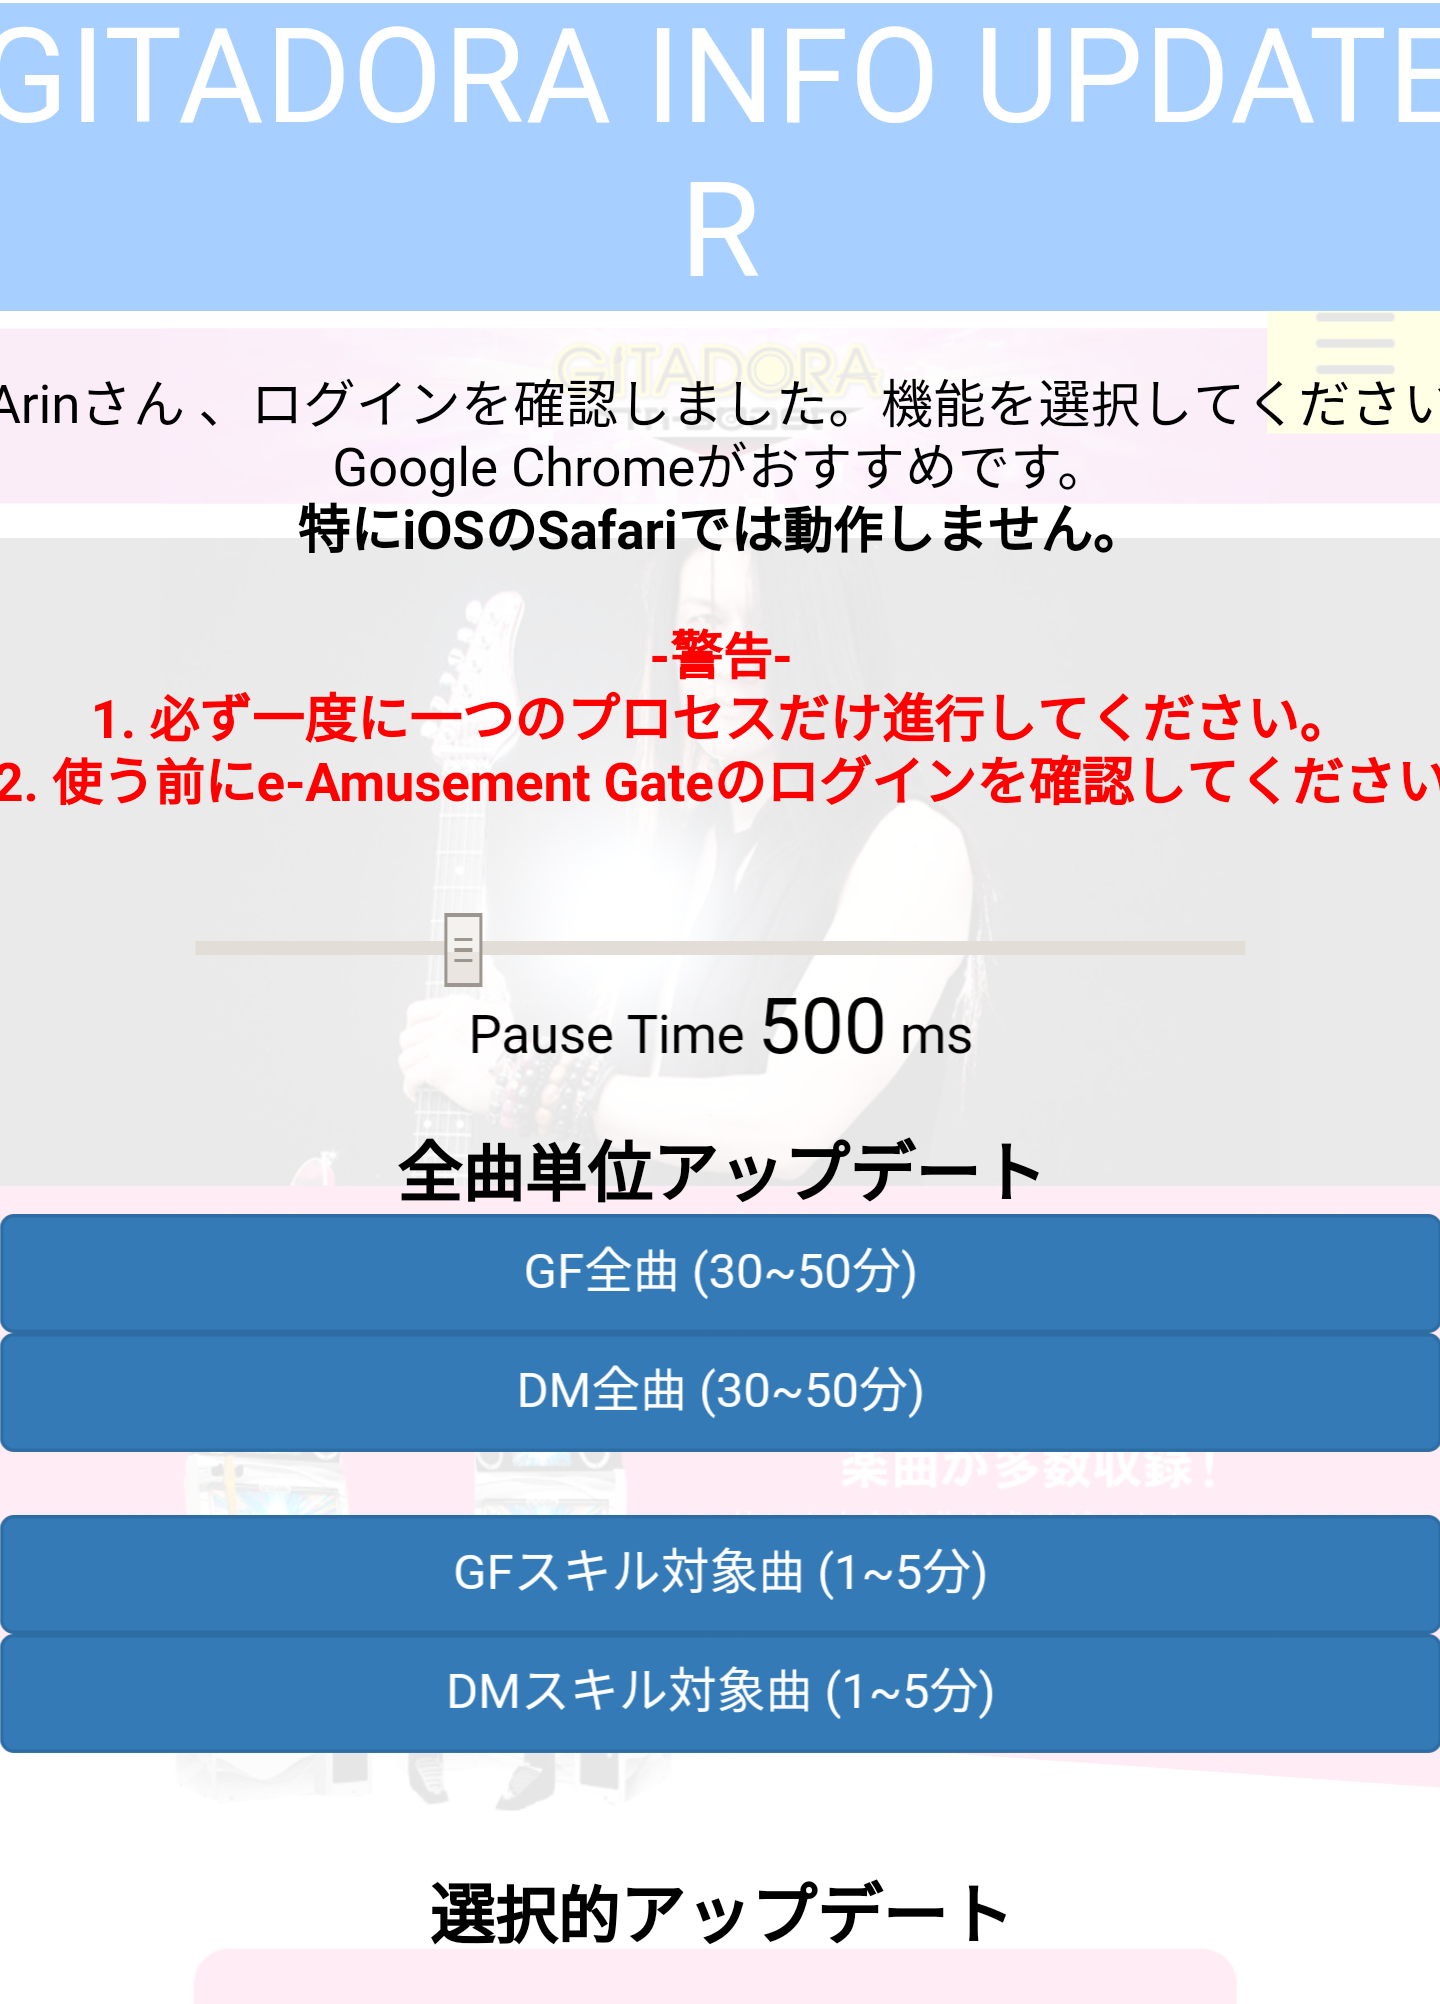 GITADORA INFO UPDATE
R
GITADORA
Arinさん 、ログインを確認しました。機能を選択してください
Google Chromeがおすすめです。
特にiOSのSafariでは動作しません。
-警告-
1. 必ず一度に一つのプロセスだけ進行してください。
2. 使う前にe-Amusement Gateのログインを確認してください
Pause Time 500 ms
全曲単位アップデート
GF全曲 (30~50分)
DM全曲 (30~50分)
楽曲が多数収録!
GFスキル対象曲 (1~5分)
DMスキル対象曲 (1~5分)
選択的アップデート